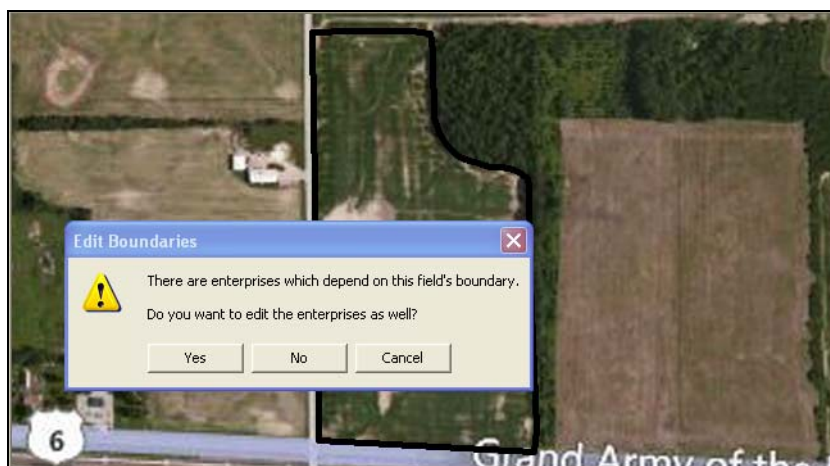 Edit Boundaries
There are enterprises which depend on this field's boundary.
Do you want to edit the enterprises as well?
Yes No Cancel
6
Grand Army of the